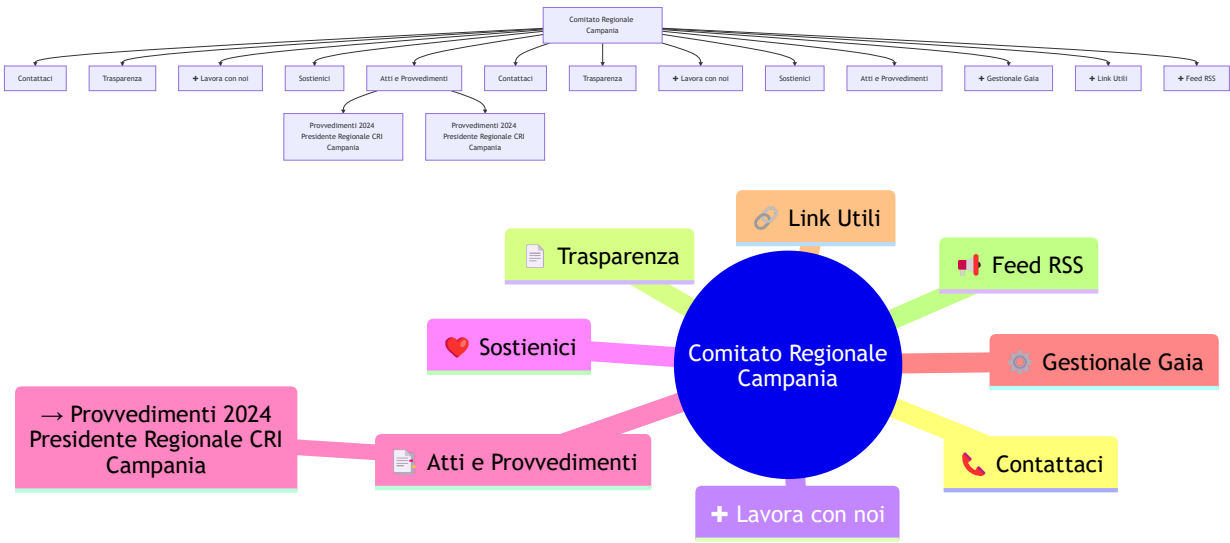 Comitato Regionale
Campania
Contattaci
Trasparenza
✚ Lavora con noi
Sostienici
Atti e Provvedimenti
Contattaci
Trasparenza
✚ Lavora con noi
Sostienici
Atti e Provvedimenti
✚ Gestionale Gaia
✚ Link Utili
✚ Feed RSS
Provvedimenti 2024
Presidente Regionale CRI
Campania
Provvedimenti 2024
Presidente Regionale CRI
Campania
🔗 Link Utili
📄 Trasparenza
📢 Feed RSS
❤️ Sostienici
Comitato Regionale
Campania
⚙️ Gestionale Gaia
→ Provvedimenti 2024
Presidente Regionale CRI
Campania
📑 Atti e Provvedimenti
📞 Contattaci
✚ Lavora con noi